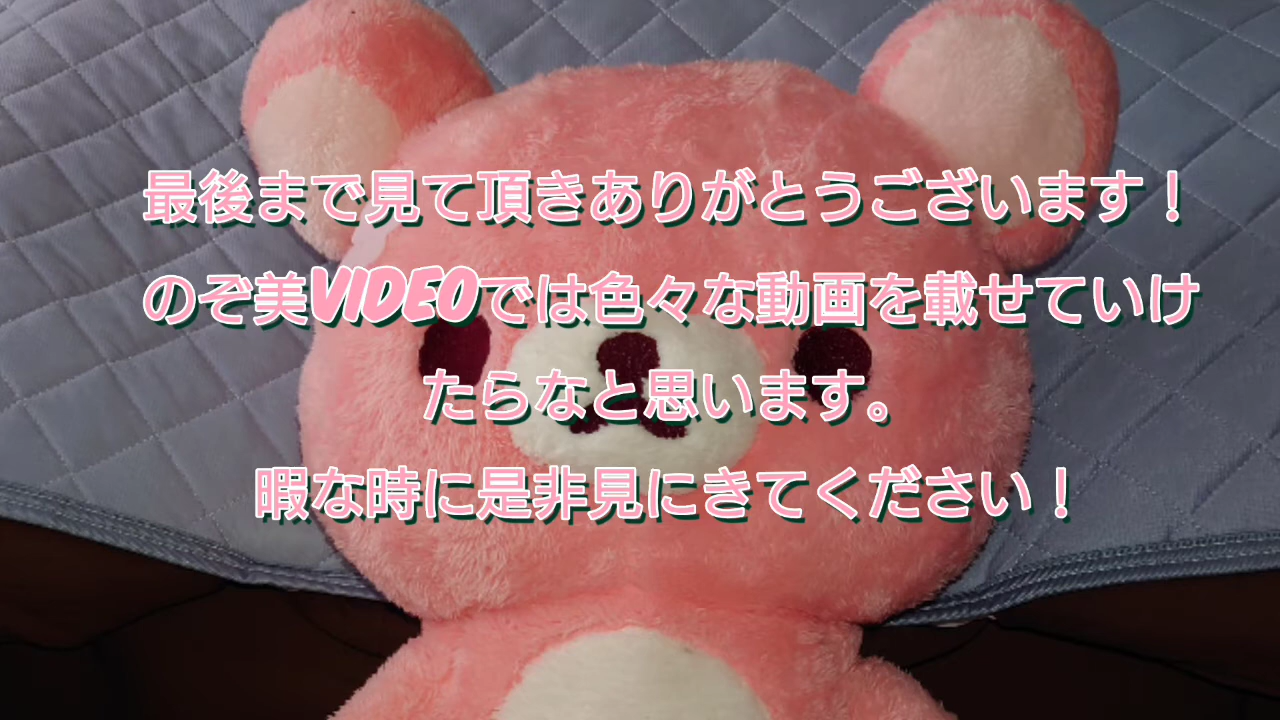 最後まで見て頂きありがとうございます！
のぞ美VIDEOでは色々な動画を載せていけ
たらなと思います。
暇な時に是非見にきてください！